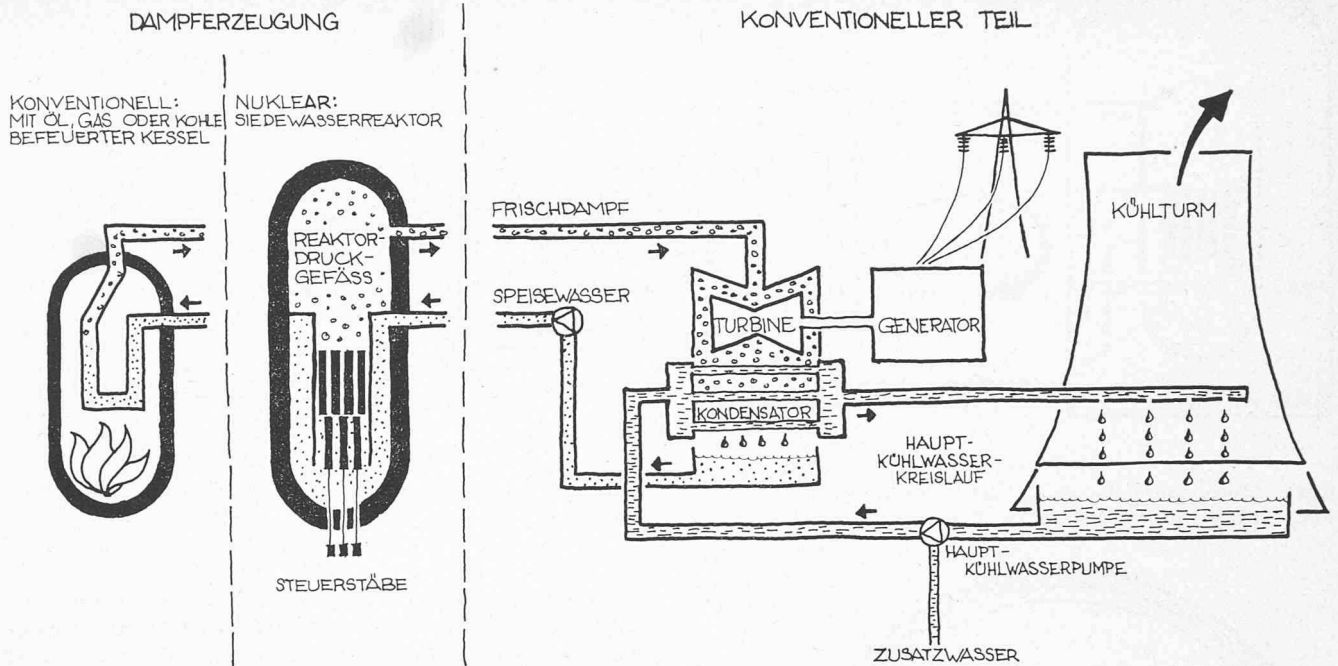 DAMPFERZEUGUNG
KONVENTIONELLER TEIL
KONVENTIONELL:
MIT ÖL, GAS ODER KOHLE
BEFEUERTER KESSEL
NUKLEAR:
SIEDEWASSERREAKTOR
REAKTOR-
DRUCK-
GEFÄSS
STEUERSTÄBE
FRISCHDAMPF
SPEISEWASSER
TURBINE
GENERATOR
KÜHLTURM
KONDENSATOR
HAUPT-
KÜHLWASSER-
KREISLAUF
HAUPT-
KÜHLWASSERPUMPE
ZUSATZWASSER